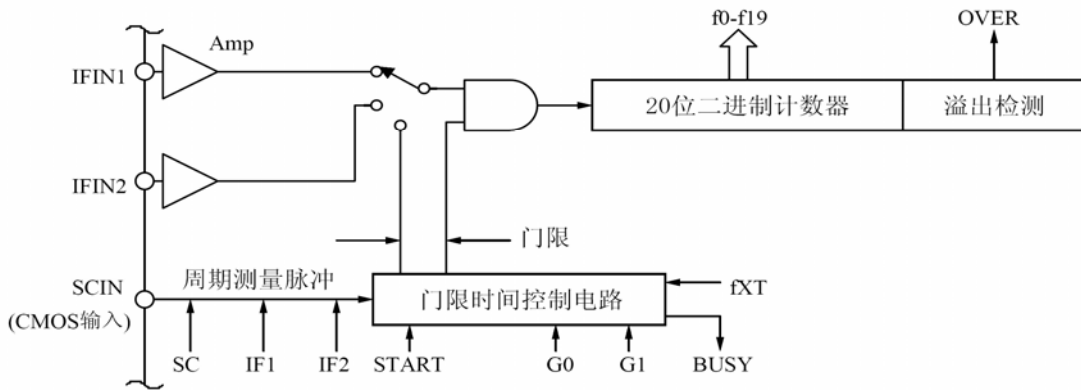 f0-f19
OVER
Amp
IFIN1
20位二进制计数器
溢出检测
IFIN2
门限
周期测量脉冲
SCIN
(CMOS输入)
门限时间控制电路
fXT
SC
IF1
IF2
START
G0
G1
BUSY